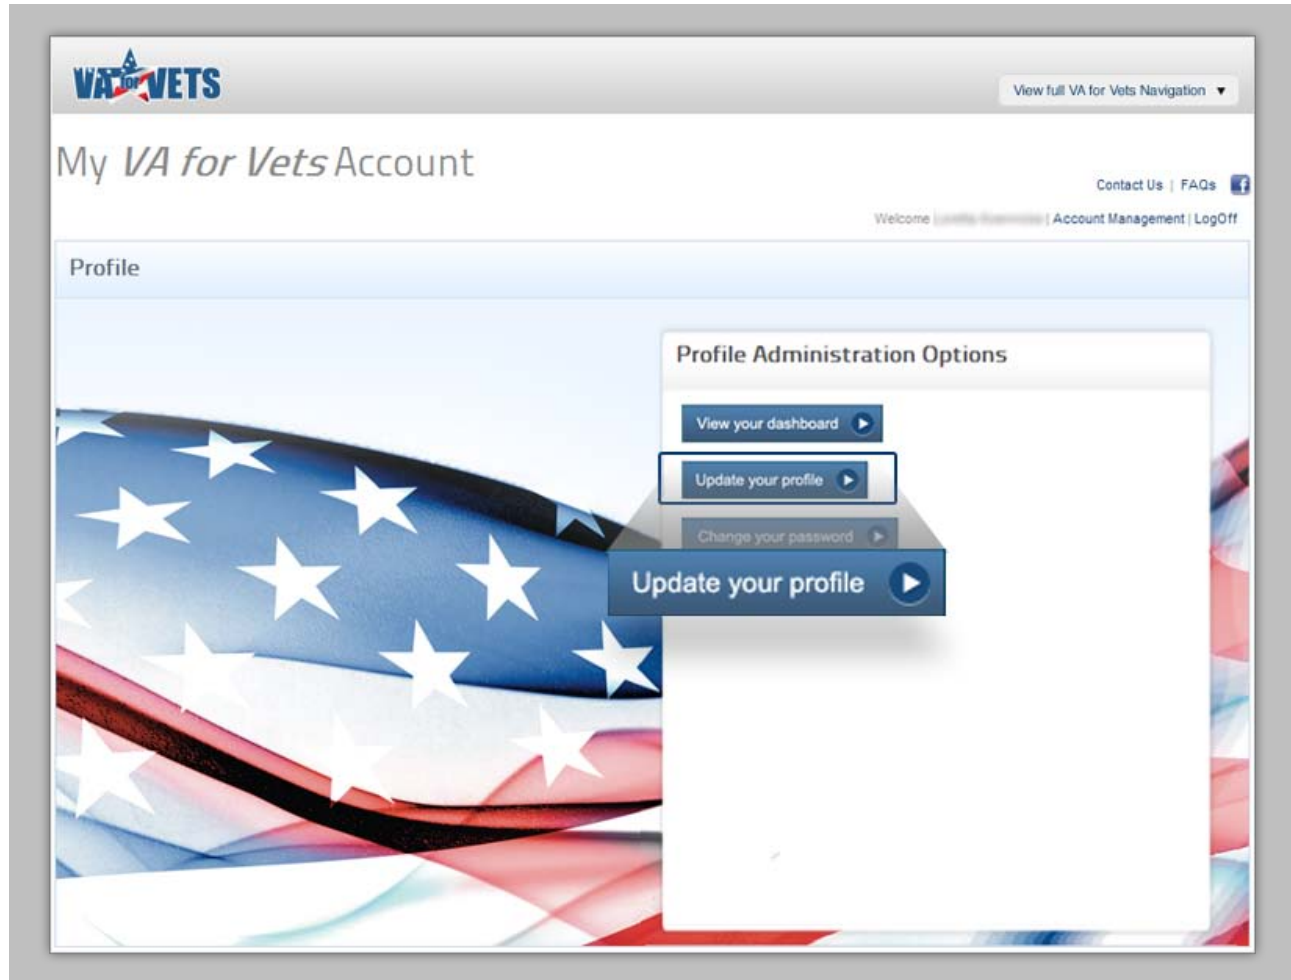 VA for VETS
View full VA for Vets Navigation ▼
My VA for Vets Account
Contact Us | FAQs f
Welcome | Account Management | LogOff
Profile
Profile Administration Options
View your dashboard
Update your profile
Change your password
Update your profile